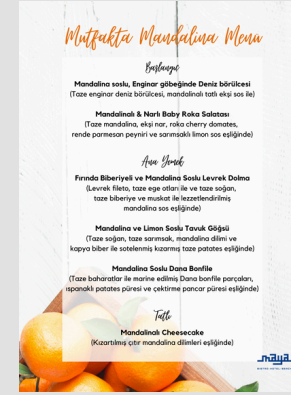 Mutfakta Mandalina Menü
Başlangıç
Mandalina soslu, Enginar göbeğinde Deniz börülcesi
(Taze enginar deniz börülcesi, mandalinalı tatlı ekşi sos ile)
Mandalinalı & Narlı Baby Roka Salatası
(Taze mandalina, ekşi nar, roka cherry domates,
rende parmesan peyniri ve sarımsaklı limon sos eşliğinde)
Ana Yemek
Fırında Biberiyeli ve Mandalina Soslu Levrek Dolma
(Levrek fileto, taze ege otları ile ve taze soğan,
taze biberiye ve muskat ile lezzetlendirilmiş
mandalina sos eşliğinde)
Mandalina ve Limon Soslu Tavuk Göğsü
(Taze soğan, taze sarımsak, mandalina dilimi ve
kapya biber ile sotelenmiş kızarmış taze patates eşliğinde)
Mandalina Soslu Dana Bonfile
(Taze baharatlar ile marine edilmiş Dana bonfile parçaları,
ıspanaklı patates püresi ve çektirme pancar püresi eşliğinde)
Tatlı
Mandalinalı Cheesecake
(Kızartılmış çıtır mandalina dilimleri eşliğinde)
maya